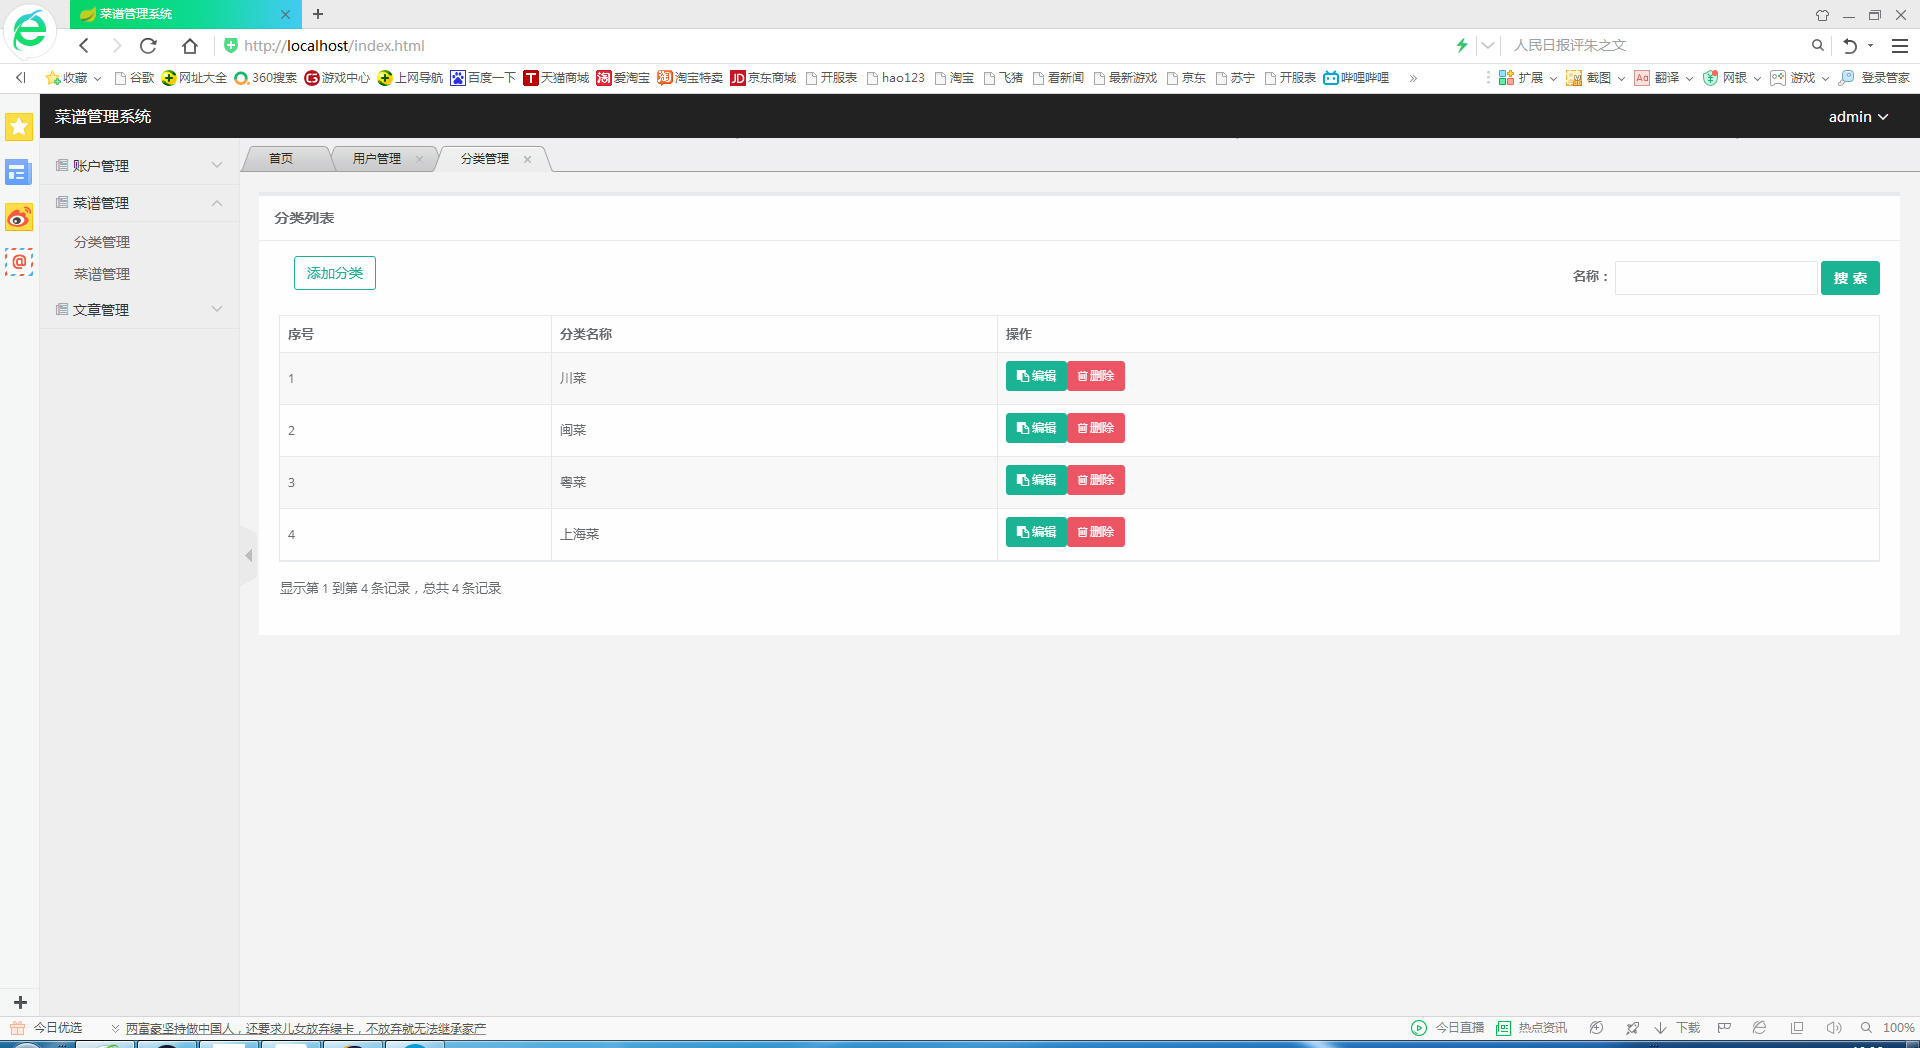 菜谱管理系统
http://localhost/index.html
人民日报评朱之文
收藏 谷歌 网址大全 360搜索 游戏中心 上网导航 百度一下 天猫商城 爱淘宝 淘宝特卖 京东商城 开服表 hao123 淘宝 飞猪 看新闻 最新游戏 京东 苏宁 开服表 哔哩哔哩 » 扩展 截图 翻译 网银 游戏 登录管家
菜谱管理系统
admin
账户管理
菜谱管理
分类管理
菜谱管理
文章管理
首页 用户管理 分类管理
分类列表
添加分类
名称：
搜 索
序号 分类名称 操作
1 川菜 编辑 删除
2 闽菜 编辑 删除
3 粤菜 编辑 删除
4 上海菜 编辑 删除
显示第 1 到第 4 条记录，总共 4 条记录
今日优选 两富豪坚持做中国人，还要求儿女放弃绿卡，不放弃就无法继承家产
今日直播 热点资讯 下载 100%